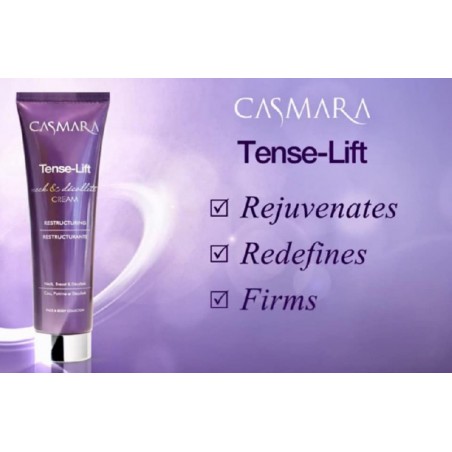 CASMARA
Tense-Lift
neck & décolleté
CREAM
RESTRUCTURING
RESTRUCTURANTE
CASMARA
Tense-Lift
☑ Rejuvenates
☑ Redefines
☑ Firms